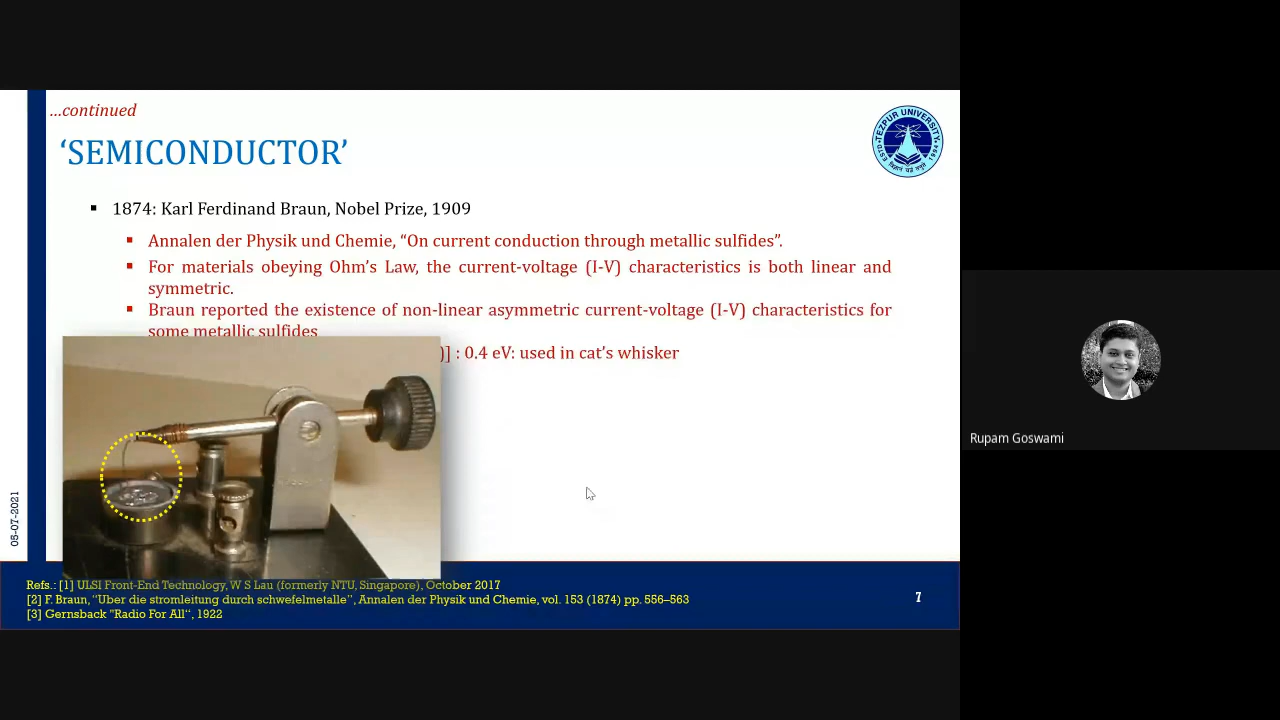 ...continued
‘SEMICONDUCTOR’
TEZPUR UNIVERSITY
1874: Karl Ferdinand Braun, Nobel Prize, 1909
Annalen der Physik und Chemie, “On current conduction through metallic sulfides”.
For materials obeying Ohm’s Law, the current-voltage (I-V) characteristics is both linear and
symmetric.
Braun reported the existence of non-linear asymmetric current-voltage (I-V) characteristics for
some metallic sulfides
)] : 0.4 eV: used in cat’s whisker
Rupam Goswami
Refs.: [1] ULSI Front-End Technology, W S Lau (formerly NTU, Singapore), October 2017
[2] F. Braun, “Uber die stromleitung durch schwefelmetalle”, Annalen der Physik und Chemie, vol. 153 (1874) pp. 556–563
[3] Gernsback "Radio For All", 1922
7